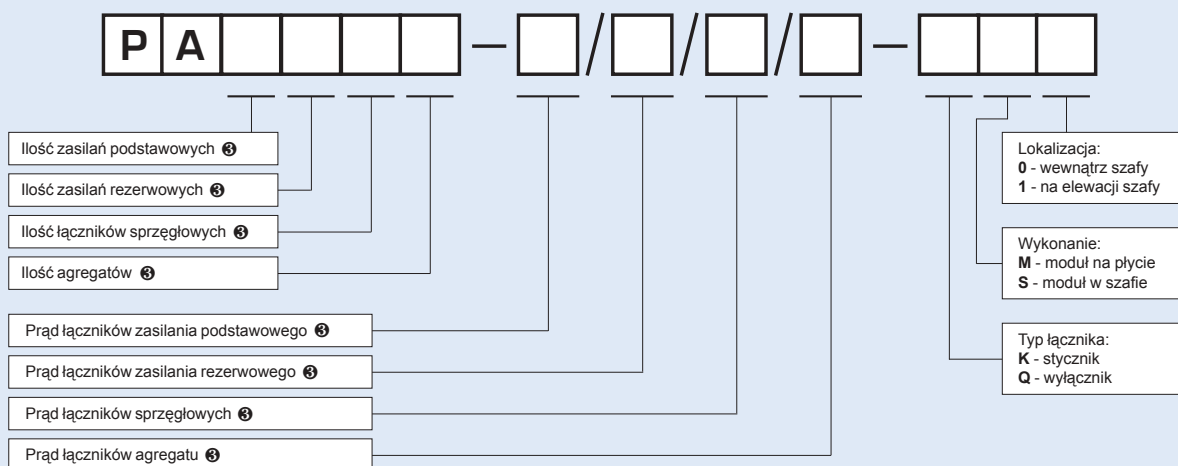 P A — / / / —
Ilość zasilań podstawowych ❸
Ilość zasilań rezerwowych ❸
Ilość łączników sprzęgłowych ❸
Ilość agregatów ❸
Prąd łączników zasilania podstawowego ❸
Prąd łączników zasilania rezerwowego ❸
Prąd łączników sprzęgłowych ❸
Prąd łączników agregatu ❸
Lokalizacja:
0 - wewnątrz szafy
1 - na elewacji szafy
Wykonanie:
M - moduł na płycie
S - moduł w szafie
Typ łącznika:
K - stycznik
Q - wyłącznik